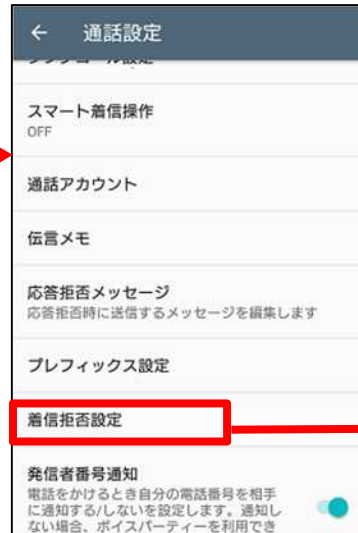 ← 通話設定
スマート着信操作
OFF
通話アカウント
伝言メモ
応答拒否メッセージ
応答拒否時に送信するメッセージを編集します
プレフィックス設定
着信拒否設定
発信者番号通知
電話をかけるとき自分の電話番号を相手
に通知する/しないを設定します。通知し
ない場合、ボイスパーティーを利用でき